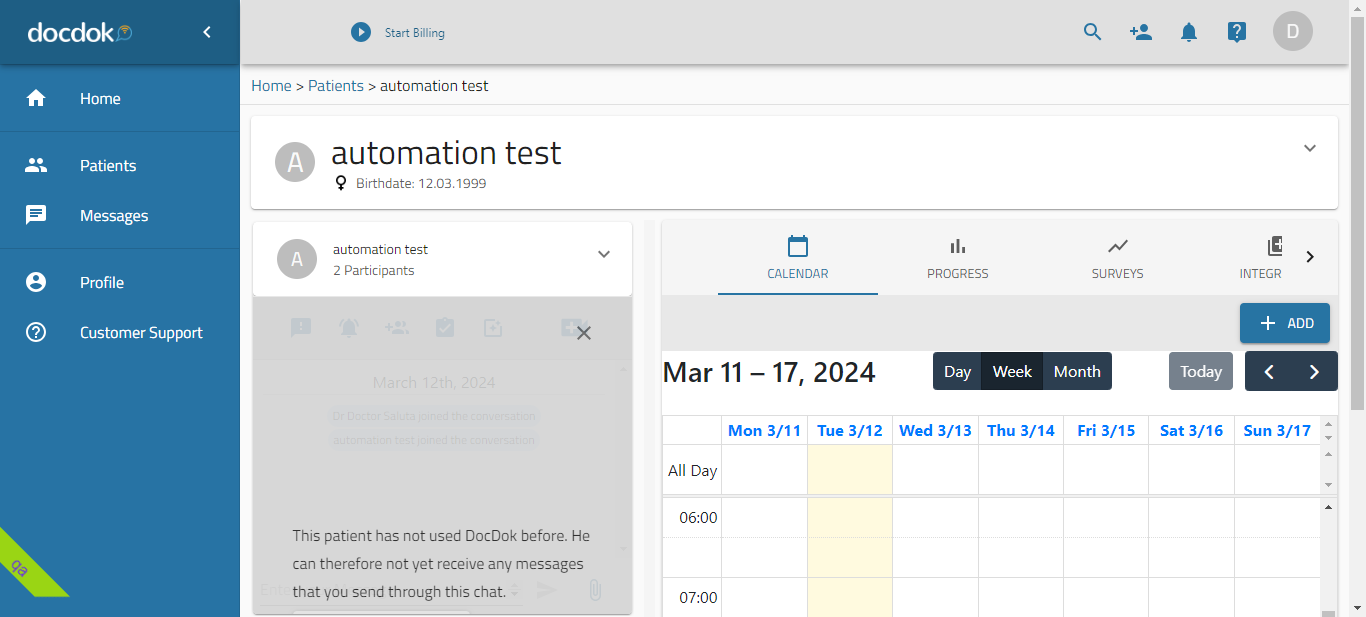 docdok
Start Billing
D
Home
Patients
Messages
Profile
Customer Support
qa
Home > Patients > automation test
A
automation test
Birthdate: 12.03.1999
A
automation test
2 Participants
March 12th, 2024
Dr Doctor Saluta joined the conversation
automation test joined the conversation
This patient has not used DocDok before. He
can therefore not yet receive any messages
that you send through this chat.
CALENDAR
PROGRESS
SURVEYS
INTEGR
ADD
Mar 11 – 17, 2024
Day Week Month
Today
Mon 3/11 Tue 3/12 Wed 3/13 Thu 3/14 Fri 3/15 Sat 3/16 Sun 3/17
All Day
06:00
07:00